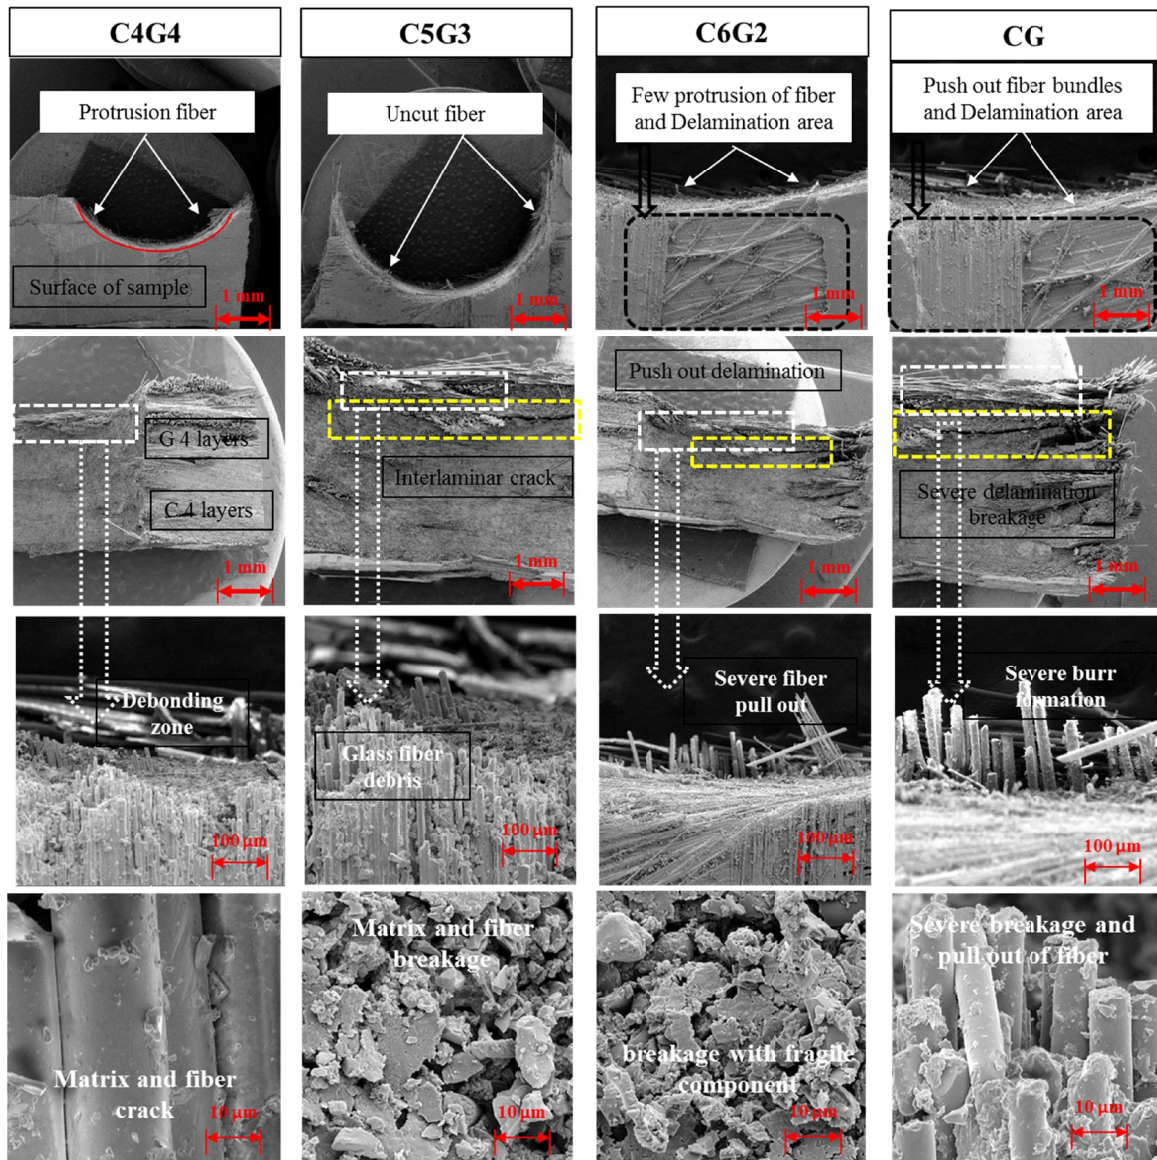 C4G4
C5G3
C6G2
CG
Protrusion fiber
Uncut fiber
Few protrusion of fiber
and Delamination area
Push out fiber bundles
and Delamination area
Surface of sample
1 mm
1 mm
1 mm
1 mm
G 4 layers
C 4 layers
1 mm
Interlaminar crack
1 mm
Push out delamination
1 mm
Severe delamination
breakage
1 mm
Debonding
zone
100 µm
Glass fiber
debris
100 µm
Severe fiber
pull out
100 µm
Severe burr
formation
100 µm
Matrix and fiber
crack
10 µm
Matrix and fiber
breakage
10 µm
breakage with fragile
component
10 µm
Severe breakage and
pull out of fiber
10 µm